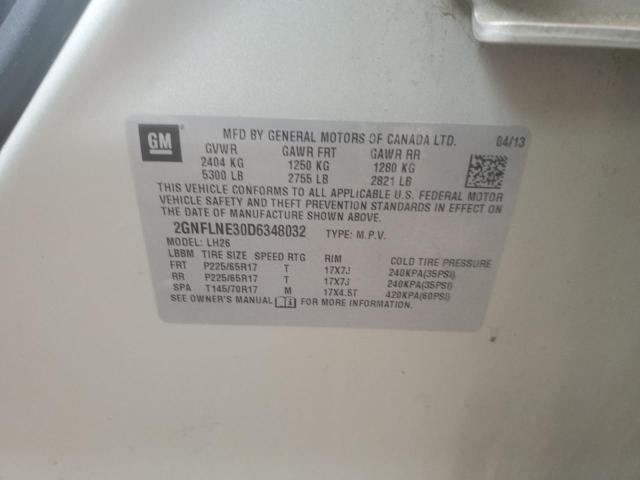 GM
MFD BY GENERAL MOTORS OF CANADA LTD. 04/13
GVWR GAWR FRT GAWR RR
2404 KG 1250 KG 1280 KG
5300 LB 2755 LB 2821 LB
THIS VEHICLE CONFORMS TO ALL APPLICABLE U.S. FEDERAL MOTOR
VEHICLE SAFETY AND THEFT PREVENTION STANDARDS IN EFFECT ON
THE DATE OF MANUFACTURE SHOWN ABOVE.
2GNFLNE30D6348032 TYPE: M.P.V.
MODEL: LH26
LBBM TIRE SIZE SPEED RTG RIM COLD TIRE PRESSURE
FRT P225/65R17 T 17X7J 240KPA(35PSI)
RR P225/65R17 T 17X7J 240KPA(35PSI)
SPA T145/70R17 M 17X4.5T 420KPA(60PSI)
SEE OWNER'S MANUAL FOR MORE INFORMATION.